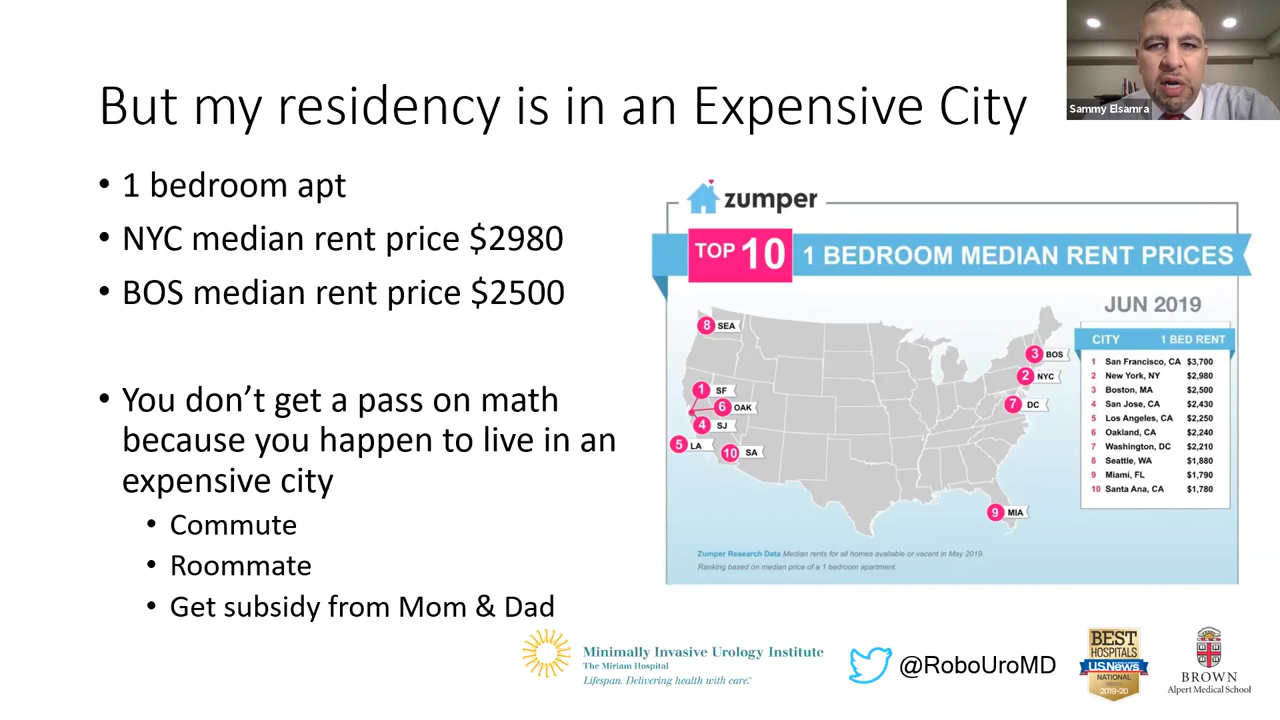 But my residency is in an Expensive City
Sammy Elsamra
• 1 bedroom apt
• NYC median rent price $2980
• BOS median rent price $2500
• You don’t get a pass on math
because you happen to live in an
expensive city
• Commute
• Roommate
• Get subsidy from Mom & Dad
zumper
TOP 10 1 BEDROOM MEDIAN RENT PRICES
JUN 2019
CITY 1 BED RENT
1 San Francisco, CA $3,700
2 New York, NY $2,980
3 Boston, MA $2,500
4 San Jose, CA $2,430
5 Los Angeles, CA $2,250
6 Oakland, CA $2,240
7 Washington, DC $2,210
8 Seattle, WA $1,880
9 Miami, FL $1,790
10 Santa Ana, CA $1,780
8 SEA
3 BOS
2 NYC
1 SF
6 OAK
7 DC
4 SJ
5 LA
10 SA
9 MIA
Zumper Research Data Median rents for all homes available or vacant in May 2019.
Ranking based on median price of a 1 bedroom apartment.
Minimally Invasive Urology Institute
The Miriam Hospital
Lifespan. Delivering health with care.
@RoboUroMD
BEST
HOSPITALS
U.S.News
NATIONAL
2019-20
BROWN
Alpert Medical School